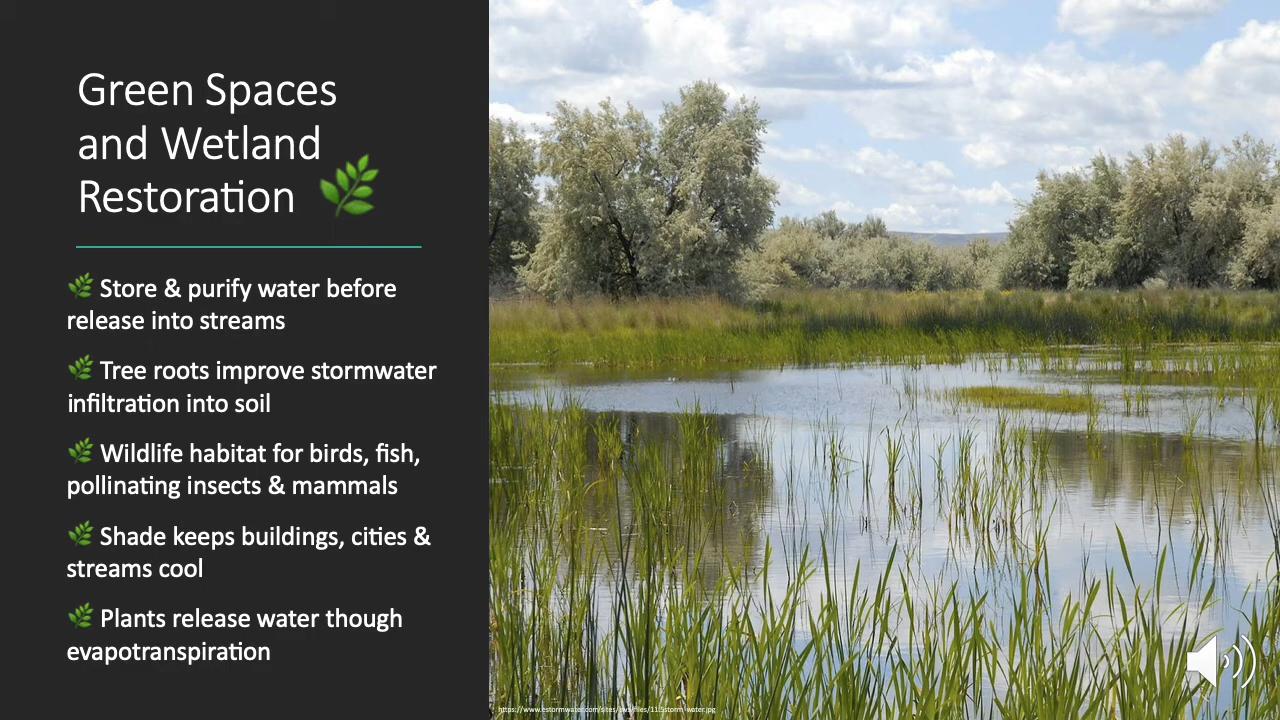 Green Spaces
and Wetland
Restoration 🌿
🌿 Store & purify water before
release into streams
🌿 Tree roots improve stormwater
infiltration into soil
🌿 Wildlife habitat for birds, fish,
pollinating insects & mammals
🌿 Shade keeps buildings, cities &
streams cool
🌿 Plants release water though
evapotranspiration